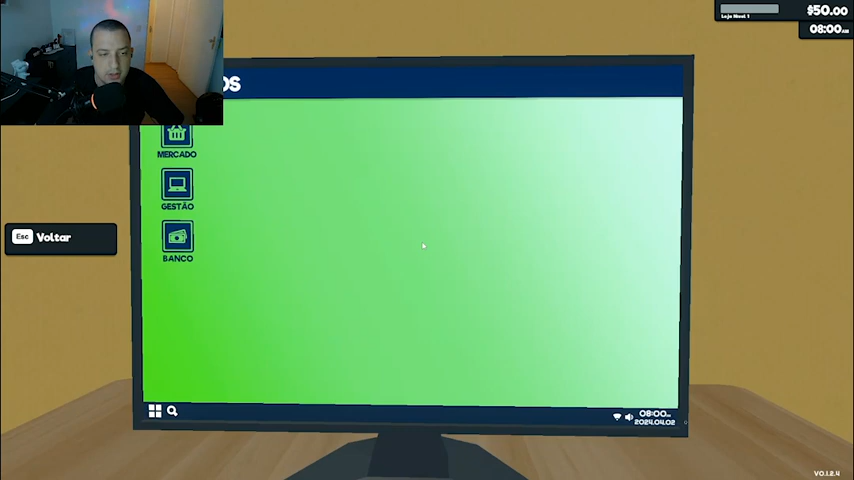 $50.00
Loja Nível 1
08:00
OS
MERCADO
GESTÃO
Esc Voltar
BANCO
08:00
2024.04.02
V0.1.2.4